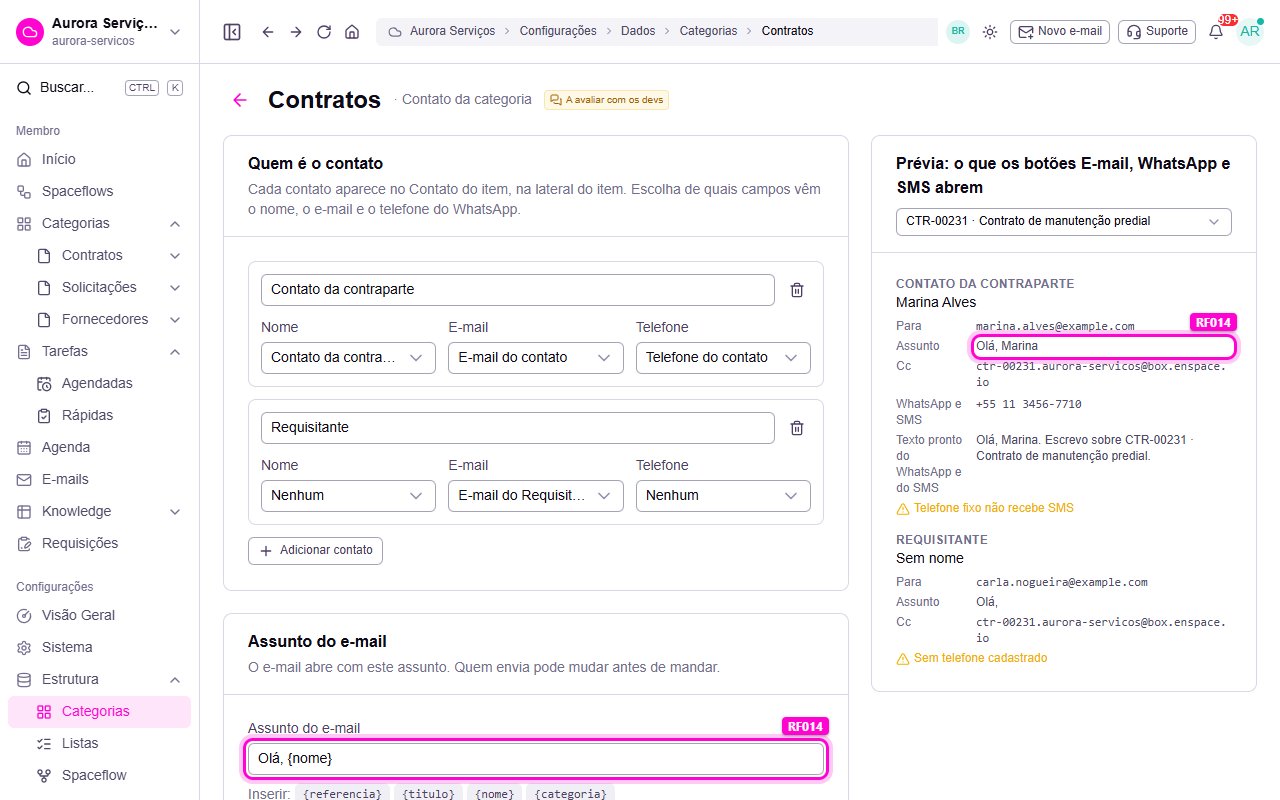 Aurora Serviç...
aurora-servicos
Aurora Serviços > Configurações > Dados > Categorias > Contratos
BR
Novo e-mail
Suporte
99+
AR
Buscar... CTRL K
Membro
Início
Spaceflows
Categorias
Contratos
Solicitações
Fornecedores
Tarefas
Agendadas
Rápidas
Agenda
E-mails
Knowledge
Requisições
Configurações
Visão Geral
Sistema
Estrutura
Categorias
Listas
Spaceflow
Contratos · Contato da categoria A avaliar com os devs
Quem é o contato
Cada contato aparece no Contato do item, na lateral do item. Escolha de quais campos vêm
o nome, o e-mail e o telefone do WhatsApp.
Contato da contraparte
Nome E-mail Telefone
Contato da contra... E-mail do contato Telefone do contato
Requisitante
Nome E-mail Telefone
Nenhum E-mail do Requisit... Nenhum
+ Adicionar contato
Assunto do e-mail
O e-mail abre com este assunto. Quem envia pode mudar antes de mandar.
Assunto do e-mail RF014
Olá, {nome}
Inserir: {referencia} {titulo} {nome} {categoria}
Prévia: o que os botões E-mail, WhatsApp e
SMS abrem
CTR-00231 · Contrato de manutenção predial
CONTATO DA CONTRAPARTE
Marina Alves
Para marina.alves@example.com RF014
Assunto Olá, Marina
Cc ctr-00231.aurora-servicos@box.enspace.
io
WhatsApp e +55 11 3456-7710
SMS
Texto pronto Olá, Marina. Escrevo sobre CTR-00231 ·
do Contrato de manutenção predial.
WhatsApp e
do SMS
Telefone fixo não recebe SMS
REQUISITANTE
Sem nome
Para carla.nogueira@example.com
Assunto Olá,
Cc ctr-00231.aurora-servicos@box.enspace.
io
Sem telefone cadastrado